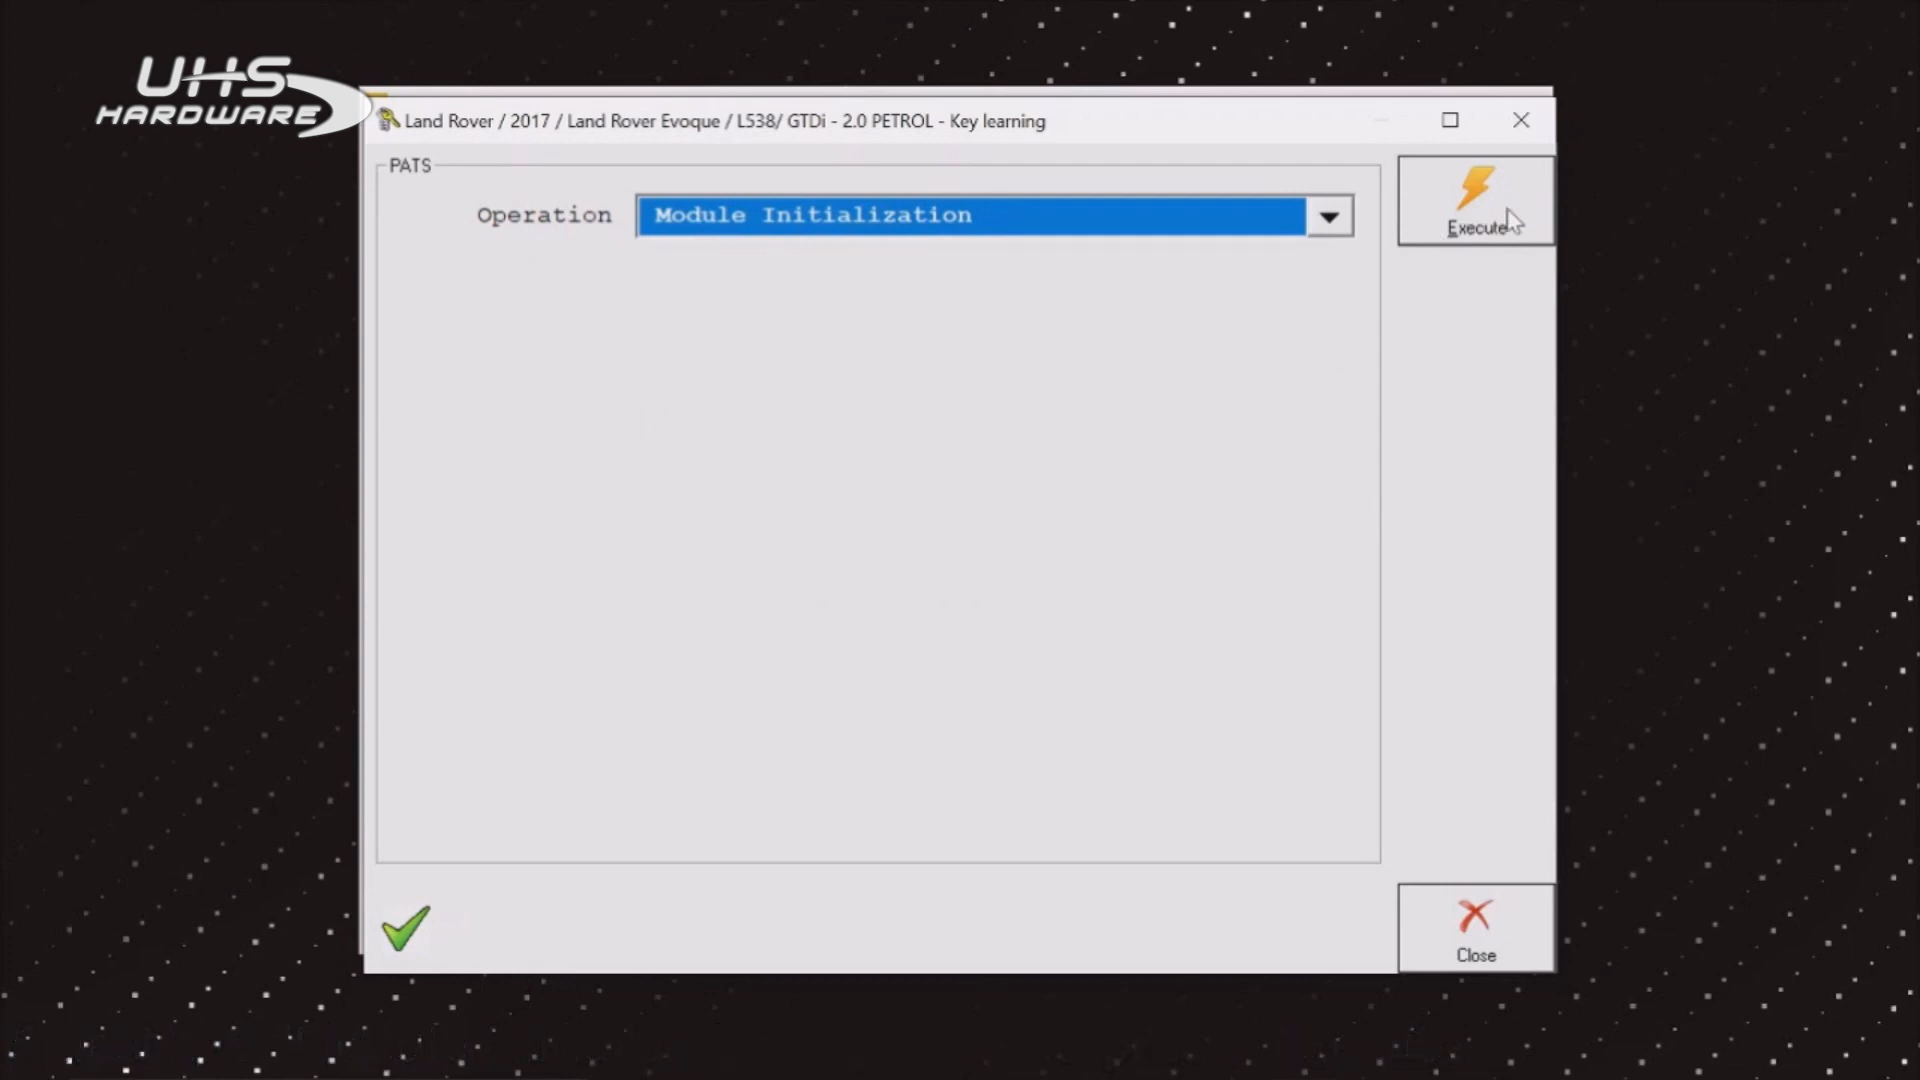 UHS
HARDWARE
Land Rover / 2017 / Land Rover Evoque / L538/ GTDi - 2.0 PETROL - Key learning
PATS
Operation
Module Initialization
Execute
Close